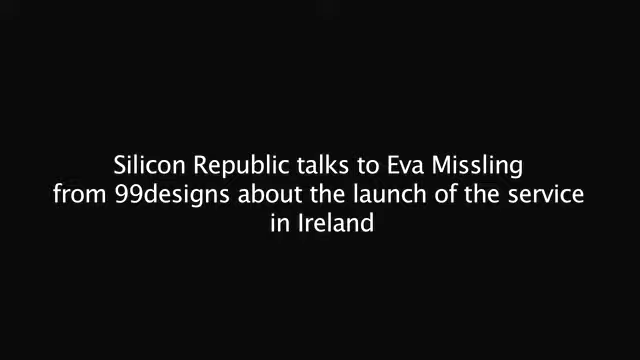 Silicon Republic talks to Eva Missling
from 99designs about the launch of the service
in Ireland